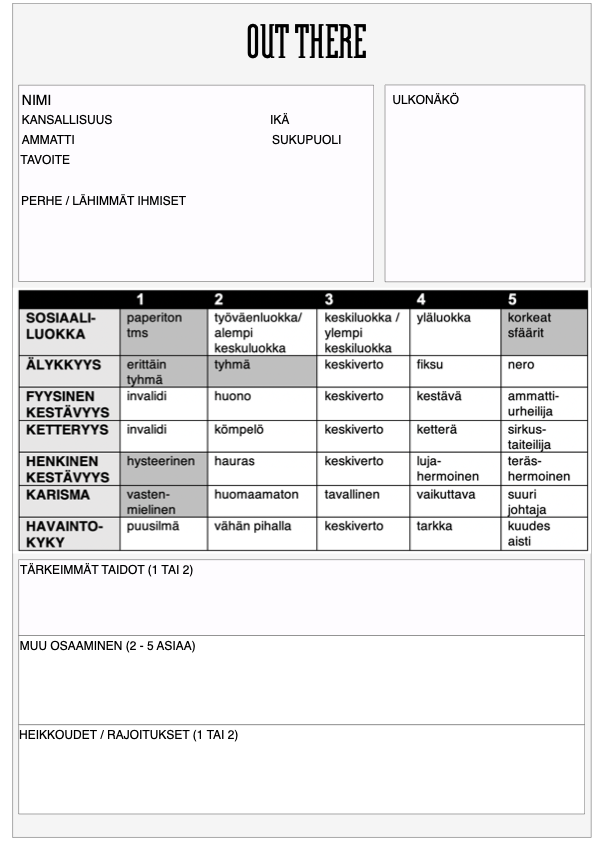 OUT THERE
NIMI
KANSALLISUUS IKÄ
AMMATTI SUKUPUOLI
TAVOITE
PERHE / LÄHIMMÄT IHMISET
ULKONÄKÖ
1 2 3 4 5
SOSIAALI- paperiton työväenluokka/ keskiluokka / yläluokka korkeat
LUOKKA tms alempi ylempi sfäärit
keskuluokka keskiluokka
ÄLYKKYYS erittäin tyhmä keskiverto fiksu nero
tyhmä
FYYSINEN invalidi huono keskiverto kestävä ammatti-
KESTÄVYYS urheilija
KETTERYYS invalidi kömpelö keskiverto ketterä sirkus-
taiteilija
HENKINEN hysteerinen hauras keskiverto luja- teräs-
KESTÄVYYS hermoinen hermoinen
KARISMA vasten- huomaamaton tavallinen vaikuttava suuri
mielinen johtaja
HAVAINTO- puusilmä vähän pihalla keskiverto tarkka kuudes
KYKY aisti
TÄRKEIMMÄT TAIDOT (1 TAI 2)
MUU OSAAMINEN (2 - 5 ASIAA)
HEIKKOUDET / RAJOITUKSET (1 TAI 2)